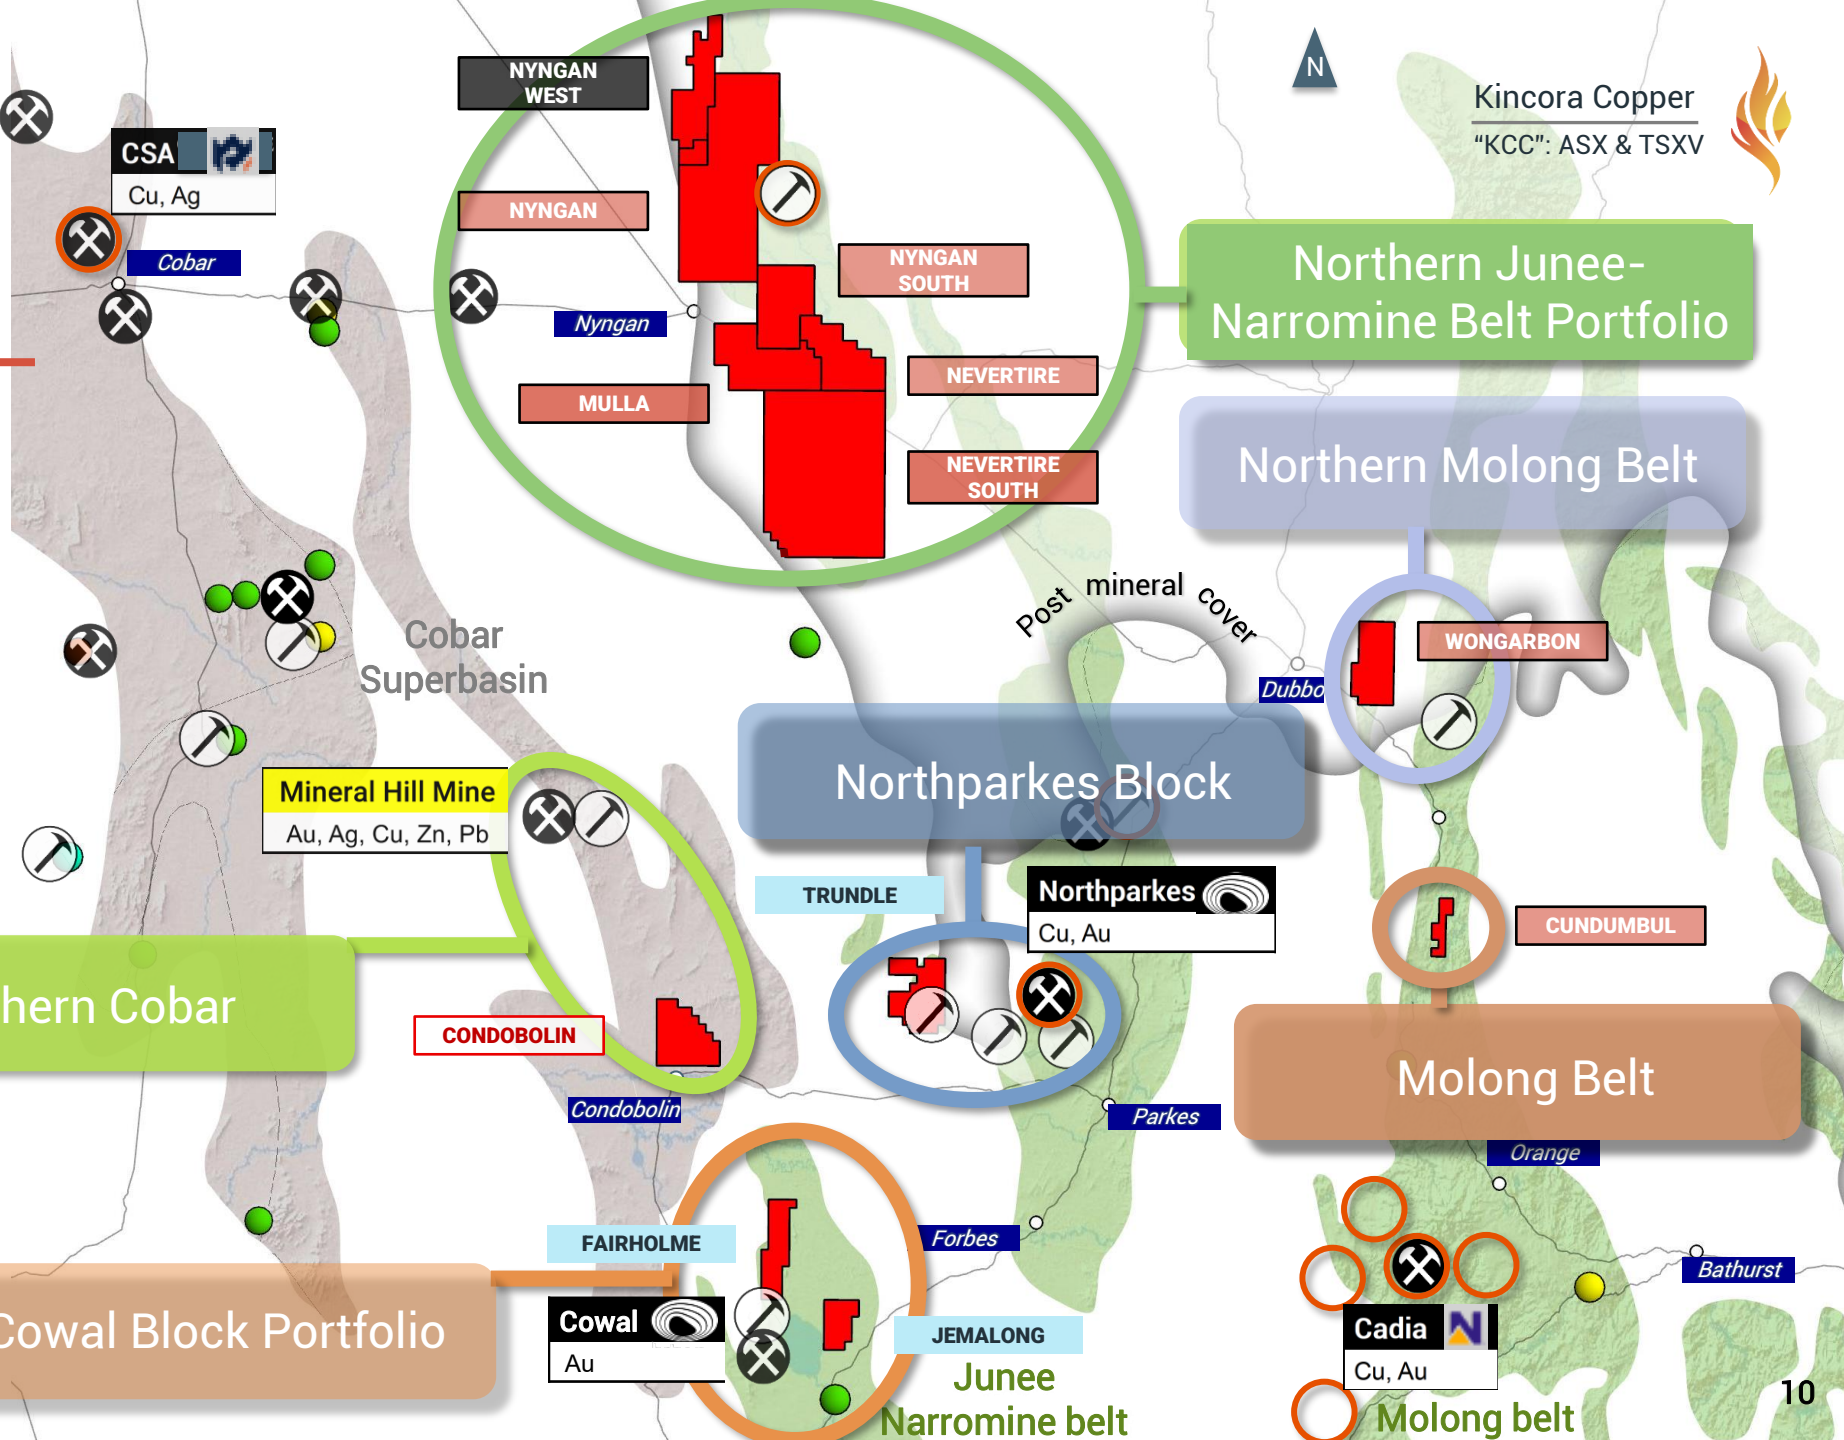 N
Kincora Copper
"KCC": ASX & TSXV
NYNGAN
WEST
CSA
Cu, Ag
NYNGAN
Cobar
NYNGAN
SOUTH
Northern Junee-
Narromine Belt Portfolio
Nyngan
NEVERTIRE
MULLA
Northern Molong Belt
NEVERTIRE
SOUTH
Post mineral cover
Cobar
Superbasin
WONGARBON
Dubbo
Northparkes Block
Mineral Hill Mine
Au, Ag, Cu, Zn, Pb
TRUNDLE
Northparkes
Cu, Au
CUNDUMBUL
hern Cobar
CONDOBOLIN
Molong Belt
Condobolin
Parkes
Orange
FAIRHOLME
Forbes
Bathurst
Cowal Block Portfolio
Cowal
Au
JEMALONG
Cadia
Cu, Au
Junee
Narromine belt
Molong belt
10